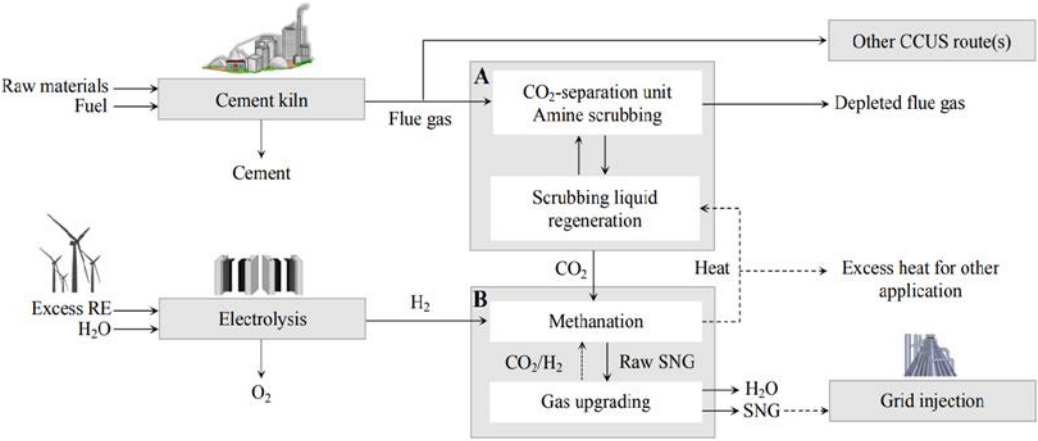 Other CCUS route(s)
A
CO₂-separation unit
Amine scrubbing
Raw materials
Fuel
Cement kiln
Flue gas
Depleted flue gas
Cement
Scrubbing liquid
regeneration
CO₂
Heat
Excess heat for other
application
Excess RE
H₂O
Electrolysis
H₂
B
Methanation
CO₂/H₂
Raw SNG
O₂
Gas upgrading
H₂O
SNG
Grid injection